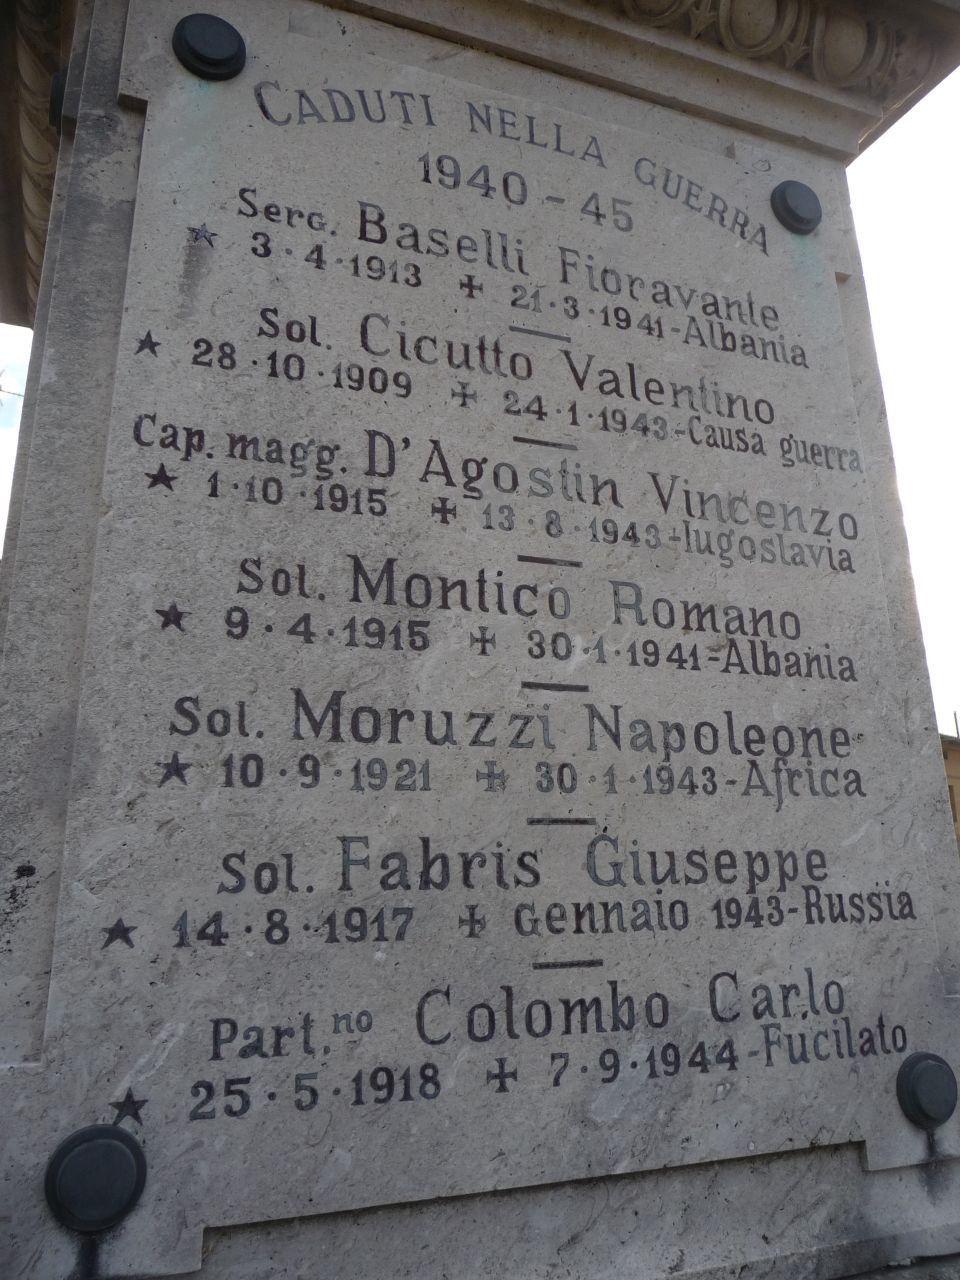 CADUTI NELLA GUERRA
1940-45
Serg. Baselli Fioravante
★ 3·4·1913 ✚ 21·3·1941-Albania
Sol. Cicutto Valentino
★ 28·10·1909 ✚ 24·1·1943-Causa guerra
Cap. magg. D'Agostin Vincenzo
★ 1·10·1915 ✚ 13·8·1943-Iugoslavia
Sol. Montico Romano
★ 9·4·1915 ✚ 30·1·1941-Albania
Sol. Moruzzi Napoleone
★ 10·9·1921 ✚ 30·1·1943-Africa
Sol. Fabris Giuseppe
★ 14·8·1917 ✚ Gennaio 1943-Russia
Part.no Colombo Carlo
★ 25·5·1918 ✚ 7·9·1944-Fucilato